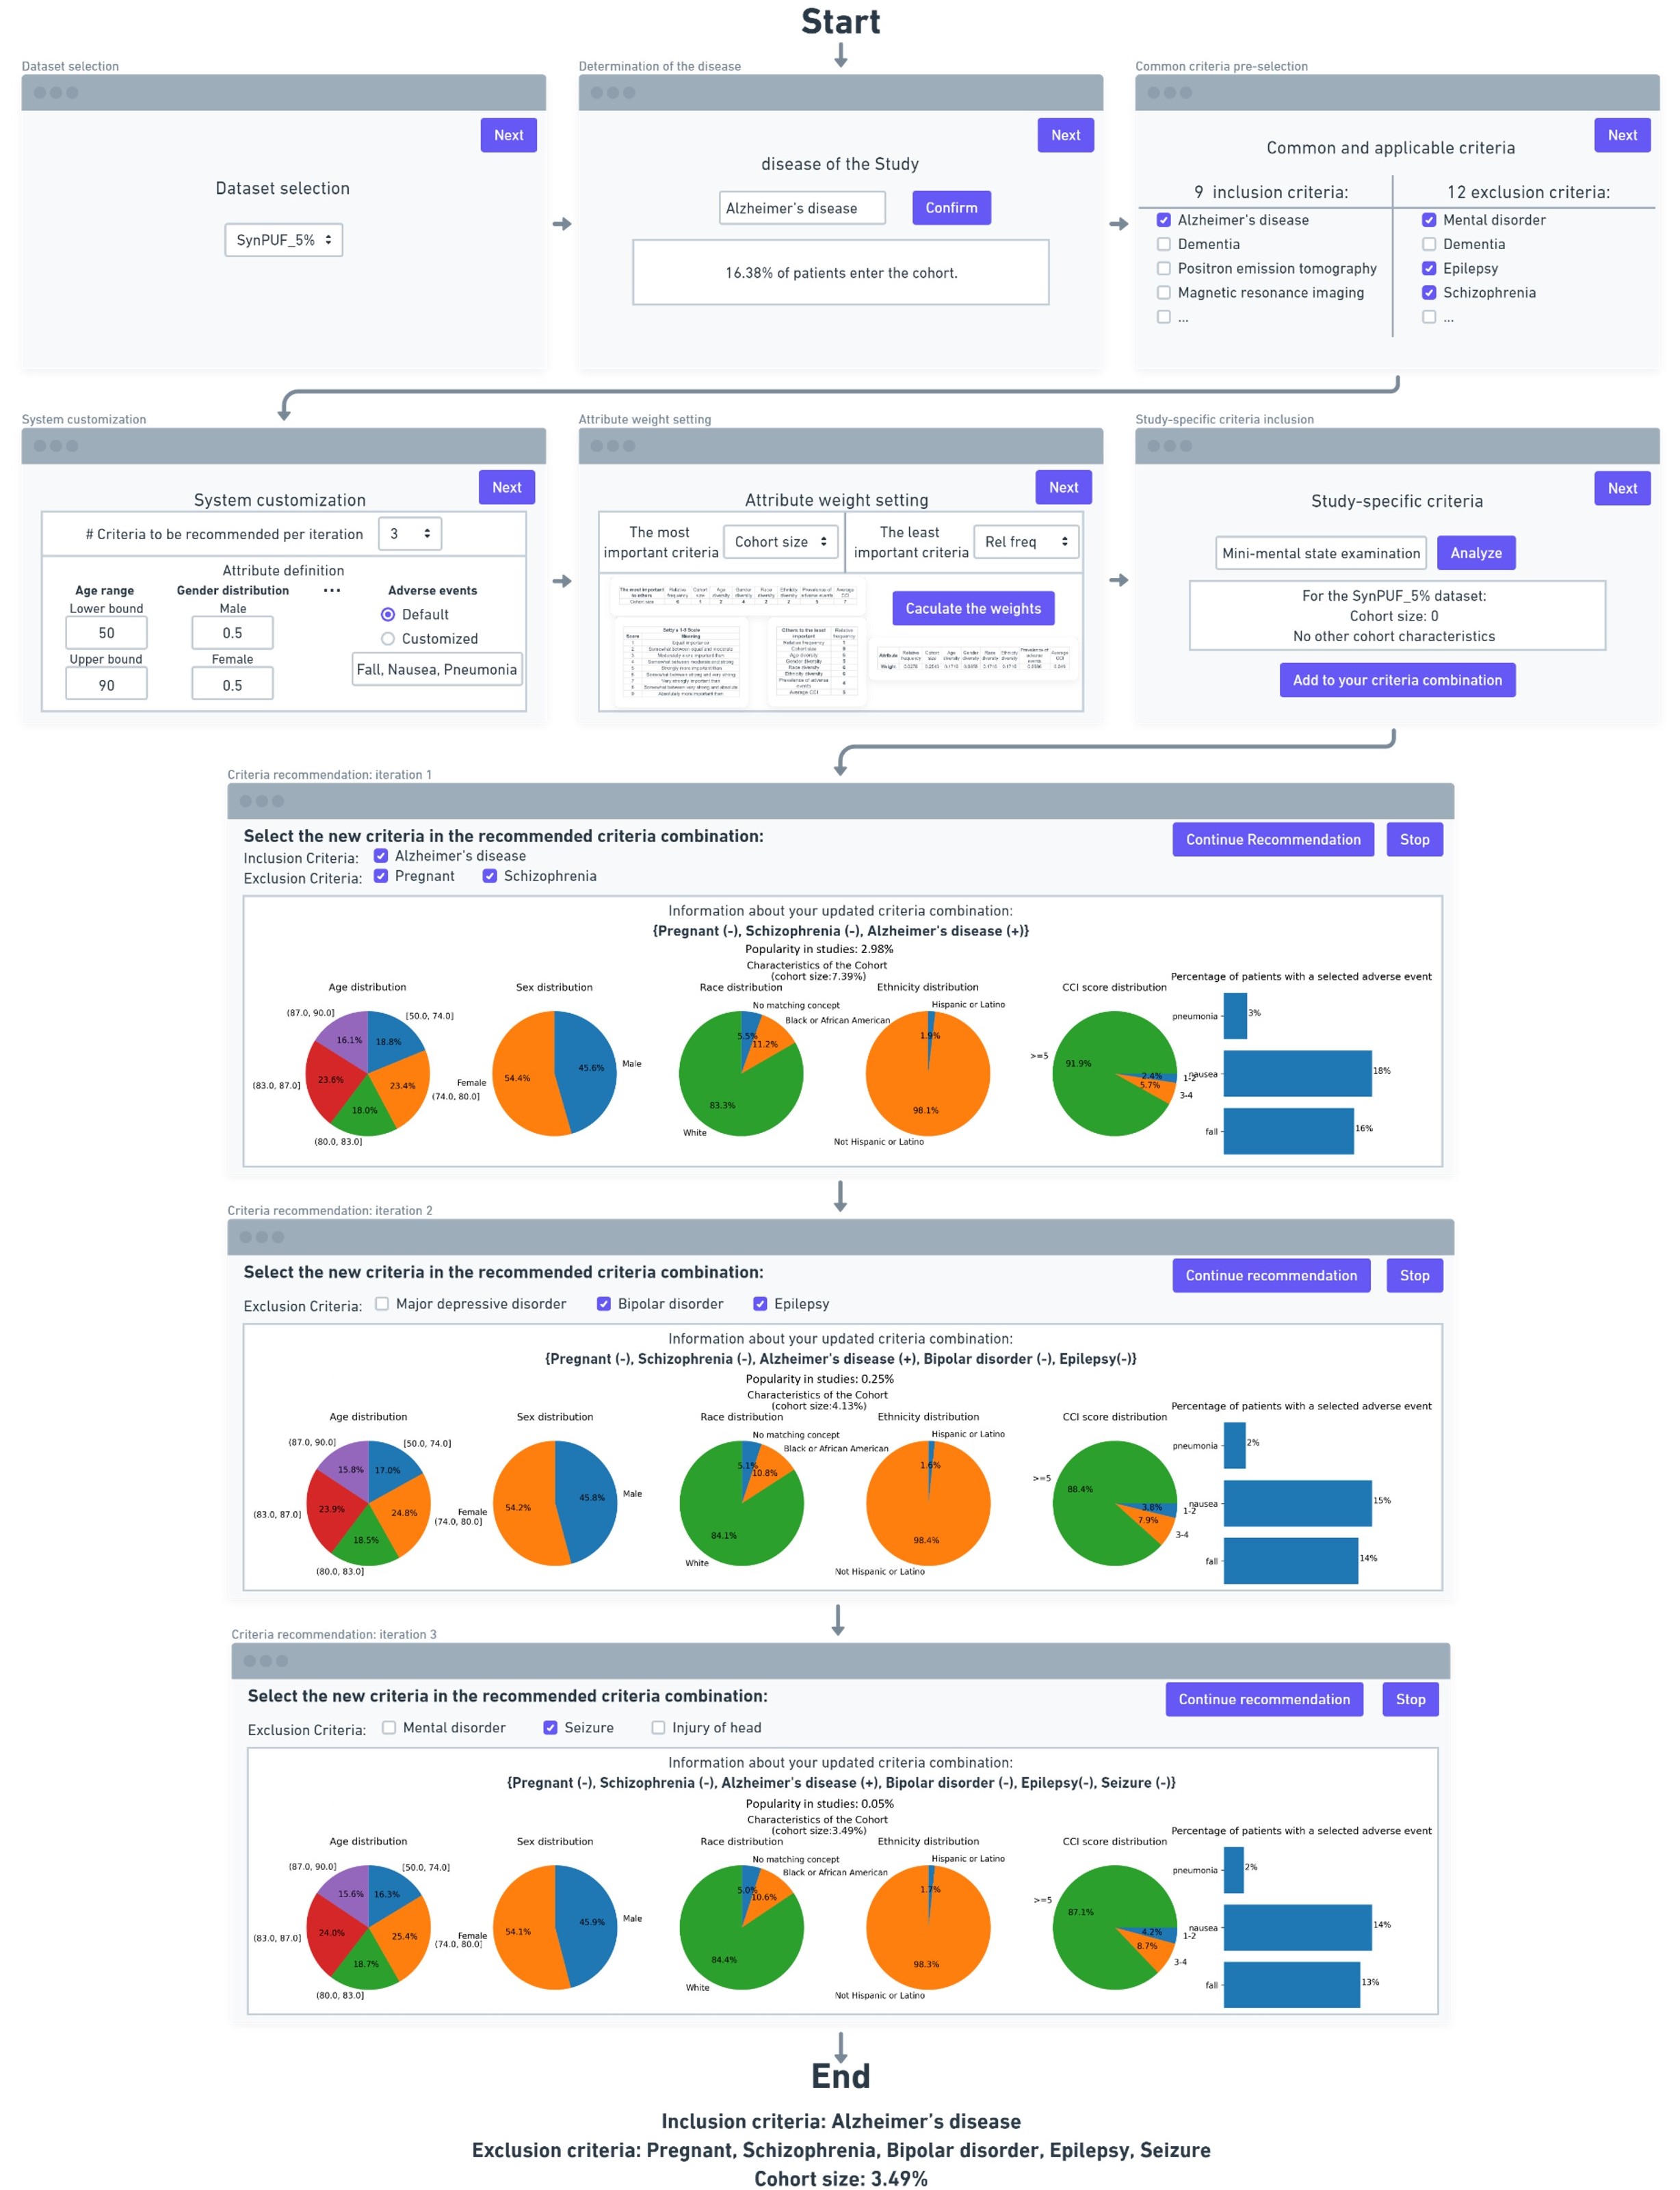 Start
Dataset selection
Next
Dataset selection
SynPUF_5%
Determination of the disease
Next
disease of the Study
Alzheimer's disease
Confirm
16.38% of patients enter the cohort.
Common criteria pre-selection
Next
Common and applicable criteria
9 inclusion criteria:
Alzheimer's disease
Dementia
Positron emission tomography
Magnetic resonance imaging
...
12 exclusion criteria:
Mental disorder
Dementia
Epilepsy
Schizophrenia
...
System customization
Next
System customization
# Criteria to be recommended per iteration 3
Attribute definition
Age range
Lower bound
50
Upper bound
90
Gender distribution
Male
0.5
Female
0.5
...
Adverse events
Default
Customized
Fall, Nausea, Pneumonia
Attribute weight setting
Next
Attribute weight setting
The most important criteria
Cohort size
The least important criteria
Rel freq
Caculate the weights
Study-specific criteria inclusion
Next
Study-specific criteria
Mini-mental state examination
Analyze
For the SynPUF_5% dataset:
Cohort size: 0
No other cohort characteristics
Add to your criteria combination
Criteria recommendation: iteration 1
Select the new criteria in the recommended criteria combination:
Continue Recommendation
Stop
Inclusion Criteria: Alzheimer's disease
Exclusion Criteria: Pregnant Schizophrenia
Information about your updated criteria combination:
{Pregnant (-), Schizophrenia (-), Alzheimer's disease (+)}
Popularity in studies: 2.98%
Characteristics of the Cohort
(cohort size:7.39%)
Age distribution
(87.0, 90.0]
[50.0, 74.0]
16.1%
18.8%
(83.0, 87.0]
23.6%
23.4%
(74.0, 80.0]
18.0%
(80.0, 83.0]
Sex distribution
Female
54.4%
45.6%
Male
Race distribution
No matching concept
Black or African American
5.5%
11.2%
83.3%
White
Ethnicity distribution
Hispanic or Latino
1.9%
98.1%
Not Hispanic or Latino
CCI score distribution
>=5
91.9%
2.4%
1-2
5.7%
3-4
Percentage of patients with a selected adverse event
pneumonia
3%
nausea
18%
fall
16%
Criteria recommendation: iteration 2
Select the new criteria in the recommended criteria combination:
Continue recommendation
Stop
Exclusion Criteria: Major depressive disorder Bipolar disorder Epilepsy
Information about your updated criteria combination:
{Pregnant (-), Schizophrenia (-), Alzheimer's disease (+), Bipolar disorder (-), Epilepsy(-)}
Popularity in studies: 0.25%
Characteristics of the Cohort
(cohort size:4.13%)
Age distribution
(87.0, 90.0]
[50.0, 74.0]
15.8%
17.0%
(83.0, 87.0]
23.9%
24.8%
(74.0, 80.0]
18.5%
(80.0, 83.0]
Sex distribution
Female
54.2%
45.8%
Male
Race distribution
No matching concept
Black or African American
5.1%
10.8%
84.1%
White
Ethnicity distribution
Hispanic or Latino
1.6%
98.4%
Not Hispanic or Latino
CCI score distribution
>=5
88.4%
3.8%
1-2
7.9%
3-4
Percentage of patients with a selected adverse event
pneumonia
2%
nausea
15%
fall
14%
Criteria recommendation: iteration 3
Select the new criteria in the recommended criteria combination:
Continue recommendation
Stop
Exclusion Criteria: Mental disorder Seizure Injury of head
Information about your updated criteria combination:
{Pregnant (-), Schizophrenia (-), Alzheimer's disease (+), Bipolar disorder (-), Epilepsy(-), Seizure (-)}
Popularity in studies: 0.05%
Characteristics of the Cohort
(cohort size:3.49%)
Age distribution
(87.0, 90.0]
[50.0, 74.0]
15.6%
16.3%
(83.0, 87.0]
24.0%
25.4%
(74.0, 80.0]
18.7%
(80.0, 83.0]
Sex distribution
Female
54.1%
45.9%
Male
Race distribution
No matching concept
Black or African American
5.0%
10.6%
84.4%
White
Ethnicity distribution
Hispanic or Latino
1.7%
98.3%
Not Hispanic or Latino
CCI score distribution
>=5
87.1%
4.2%
1-2
8.7%
3-4
Percentage of patients with a selected adverse event
pneumonia
2%
nausea
14%
fall
13%
End
Inclusion criteria: Alzheimer's disease
Exclusion criteria: Pregnant, Schizophrenia, Bipolar disorder, Epilepsy, Seizure
Cohort size: 3.49%